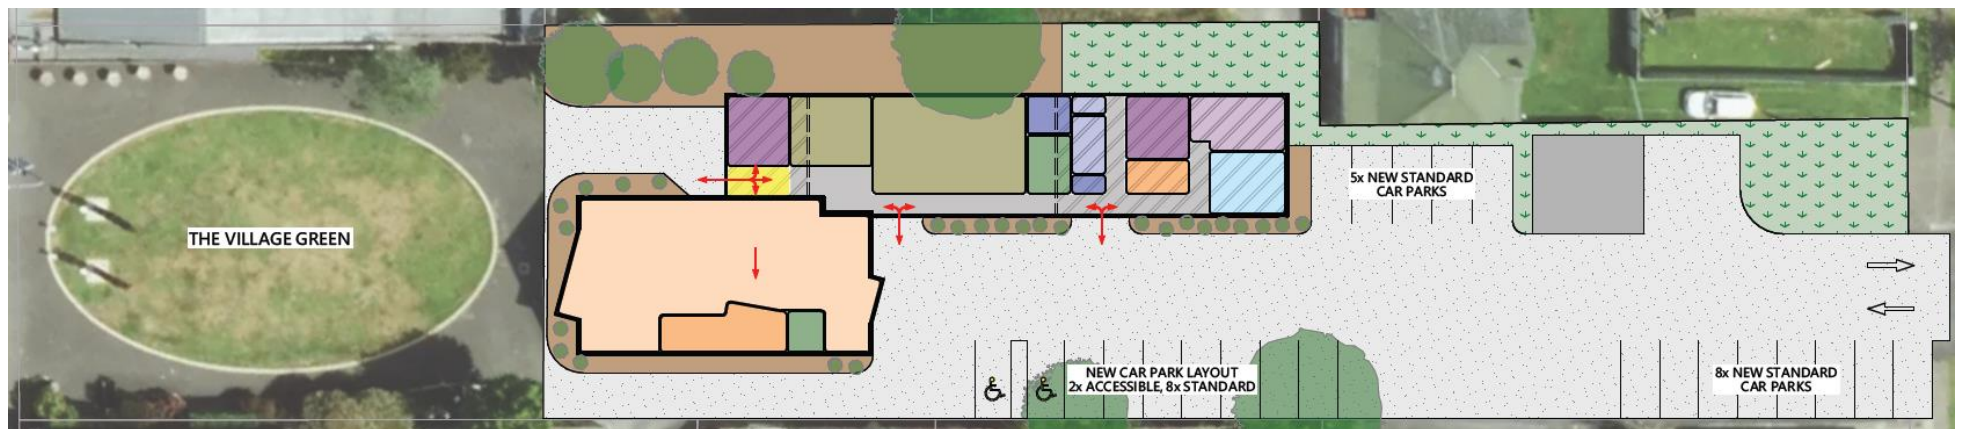 THE VILLAGE GREEN
5x NEW STANDARD
CAR PARKS
NEW CAR PARK LAYOUT
2x ACCESSIBLE, 8x STANDARD
8x NEW STANDARD
CAR PARKS